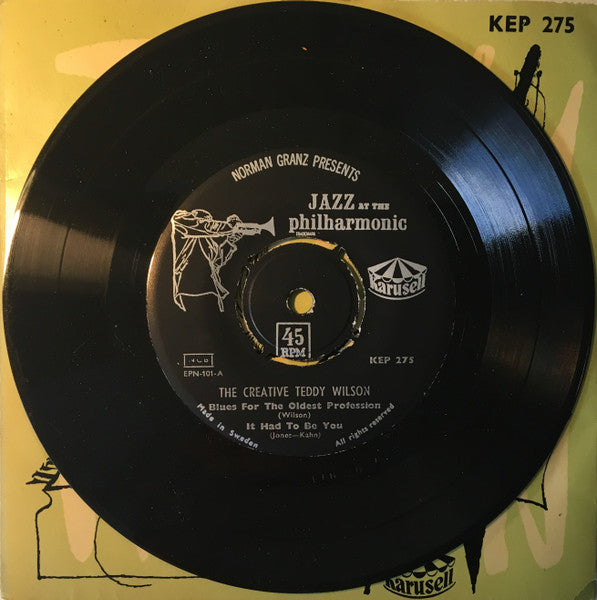 KEP 275
NORMAN GRANZ PRESENTS
JAZZ AT THE
philharmonic
Karusell
45
RPM
KEP 275
EPN-101-A
THE CREATIVE TEDDY WILSON
Blues For The Oldest Profession
(Wilson)
It Had To Be You
(Jones—Kahn)
Made in Sweden
All rights reserved
Karusell